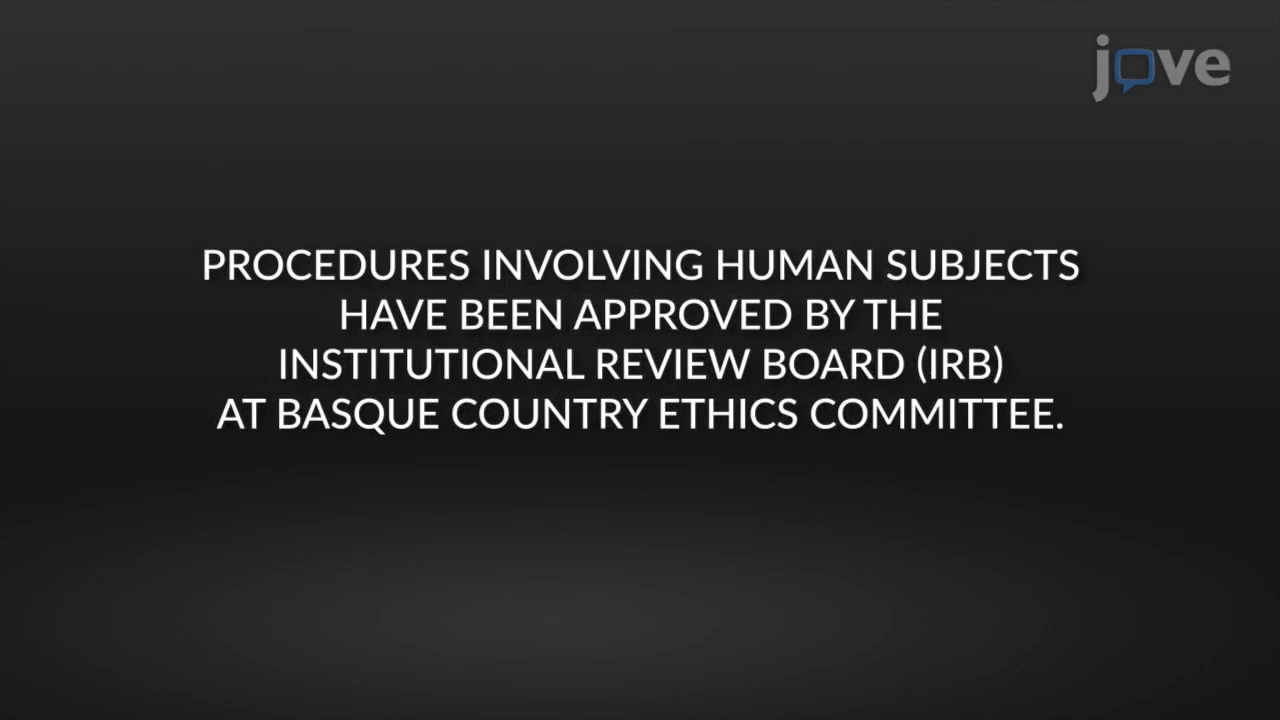 jove
PROCEDURES INVOLVING HUMAN SUBJECTS
HAVE BEEN APPROVED BY THE
INSTITUTIONAL REVIEW BOARD (IRB)
AT BASQUE COUNTRY ETHICS COMMITTEE.